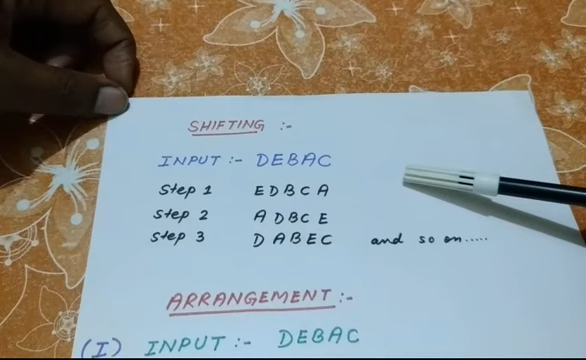 SHIFTING :-
INPUT :- DEBAC
Step 1 EDBCA
Step 2 ADBCE
Step 3 DABEC and so on.....
ARRANGEMENT :-
(I) INPUT :- DEBAC